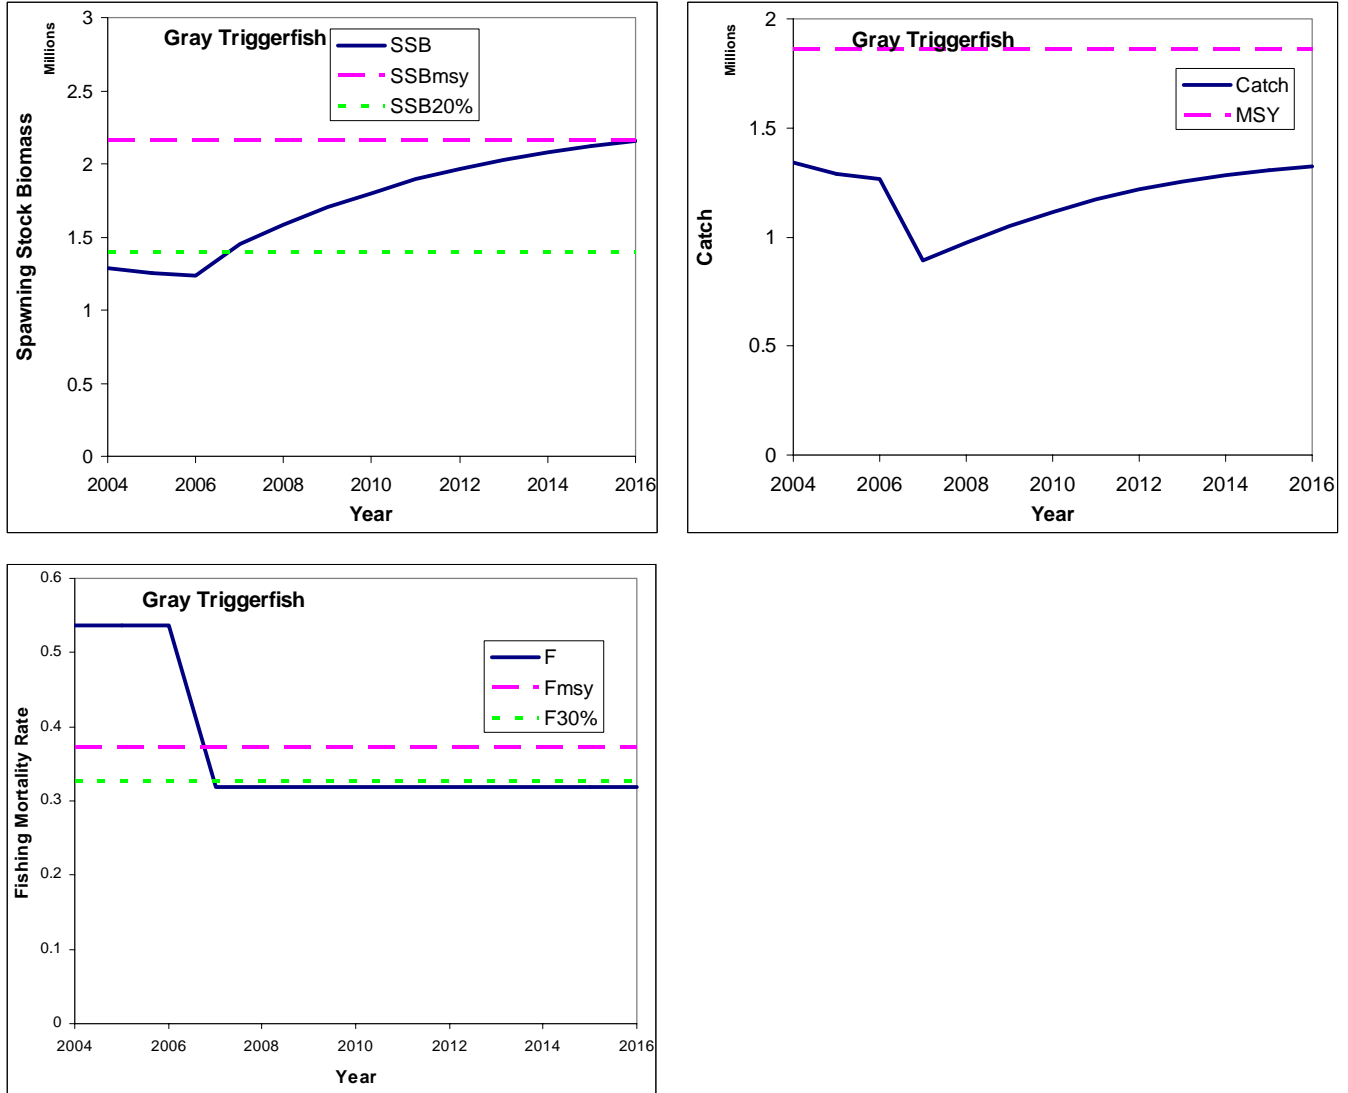 Gray Triggerfish
Millions
Spawning Stock Biomass
SSB
SSBmsy
SSB20%
3
2.5
2
1.5
1
0.5
0
2004 2006 2008 2010 2012 2014 2016
Year
Gray Triggerfish
Millions
Catch
Catch
MSY
2
1.5
1
0.5
0
2004 2006 2008 2010 2012 2014 2016
Year
Gray Triggerfish
Fishing Mortality Rate
F
Fmsy
F30%
0.6
0.5
0.4
0.3
0.2
0.1
0
2004 2006 2008 2010 2012 2014 2016
Year